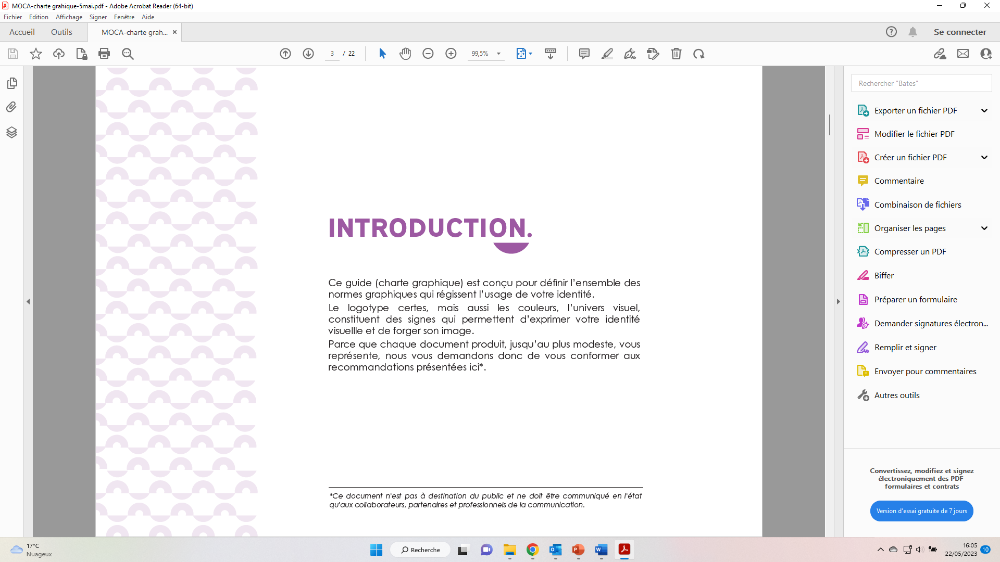 MOCA-charte grahique-5mai.pdf - Adobe Acrobat Reader (64-bit)
Fichier Edition Affichage Signer Fenêtre Aide
Accueil Outils MOCA-charte grah... × Se connecter
3 / 22 99,5%
Rechercher "Bates"
Exporter un fichier PDF
Modifier le fichier PDF
Créer un fichier PDF
Commentaire
Combinaison de fichiers
Organiser les pages
Compresser un PDF
Biffer
Préparer un formulaire
Demander signatures électron...
Remplir et signer
Envoyer pour commentaires
Autres outils
Convertissez, modifiez et signez
électroniquement des PDF
formulaires et contrats
Version d'essai gratuite de 7 jours
INTRODUCTION.
Ce guide (charte graphique) est conçu pour définir l'ensemble des
normes graphiques qui régissent l'usage de votre identité.
Le logotype certes, mais aussi les couleurs, l'univers visuel,
constituent des signes qui permettent d'exprimer votre identité
visuellle et de forger son image.
Parce que chaque document produit, jusqu'au plus modeste, vous
représente, nous vous demandons donc de vous conformer aux
recommandations présentées ici*.
*Ce document n'est pas à destination du public et ne doit être communiqué en l'état
qu'aux collaborateurs, partenaires et professionnels de la communication.
17°C
Nuageux
Recherche
16:05
22/05/2023
10